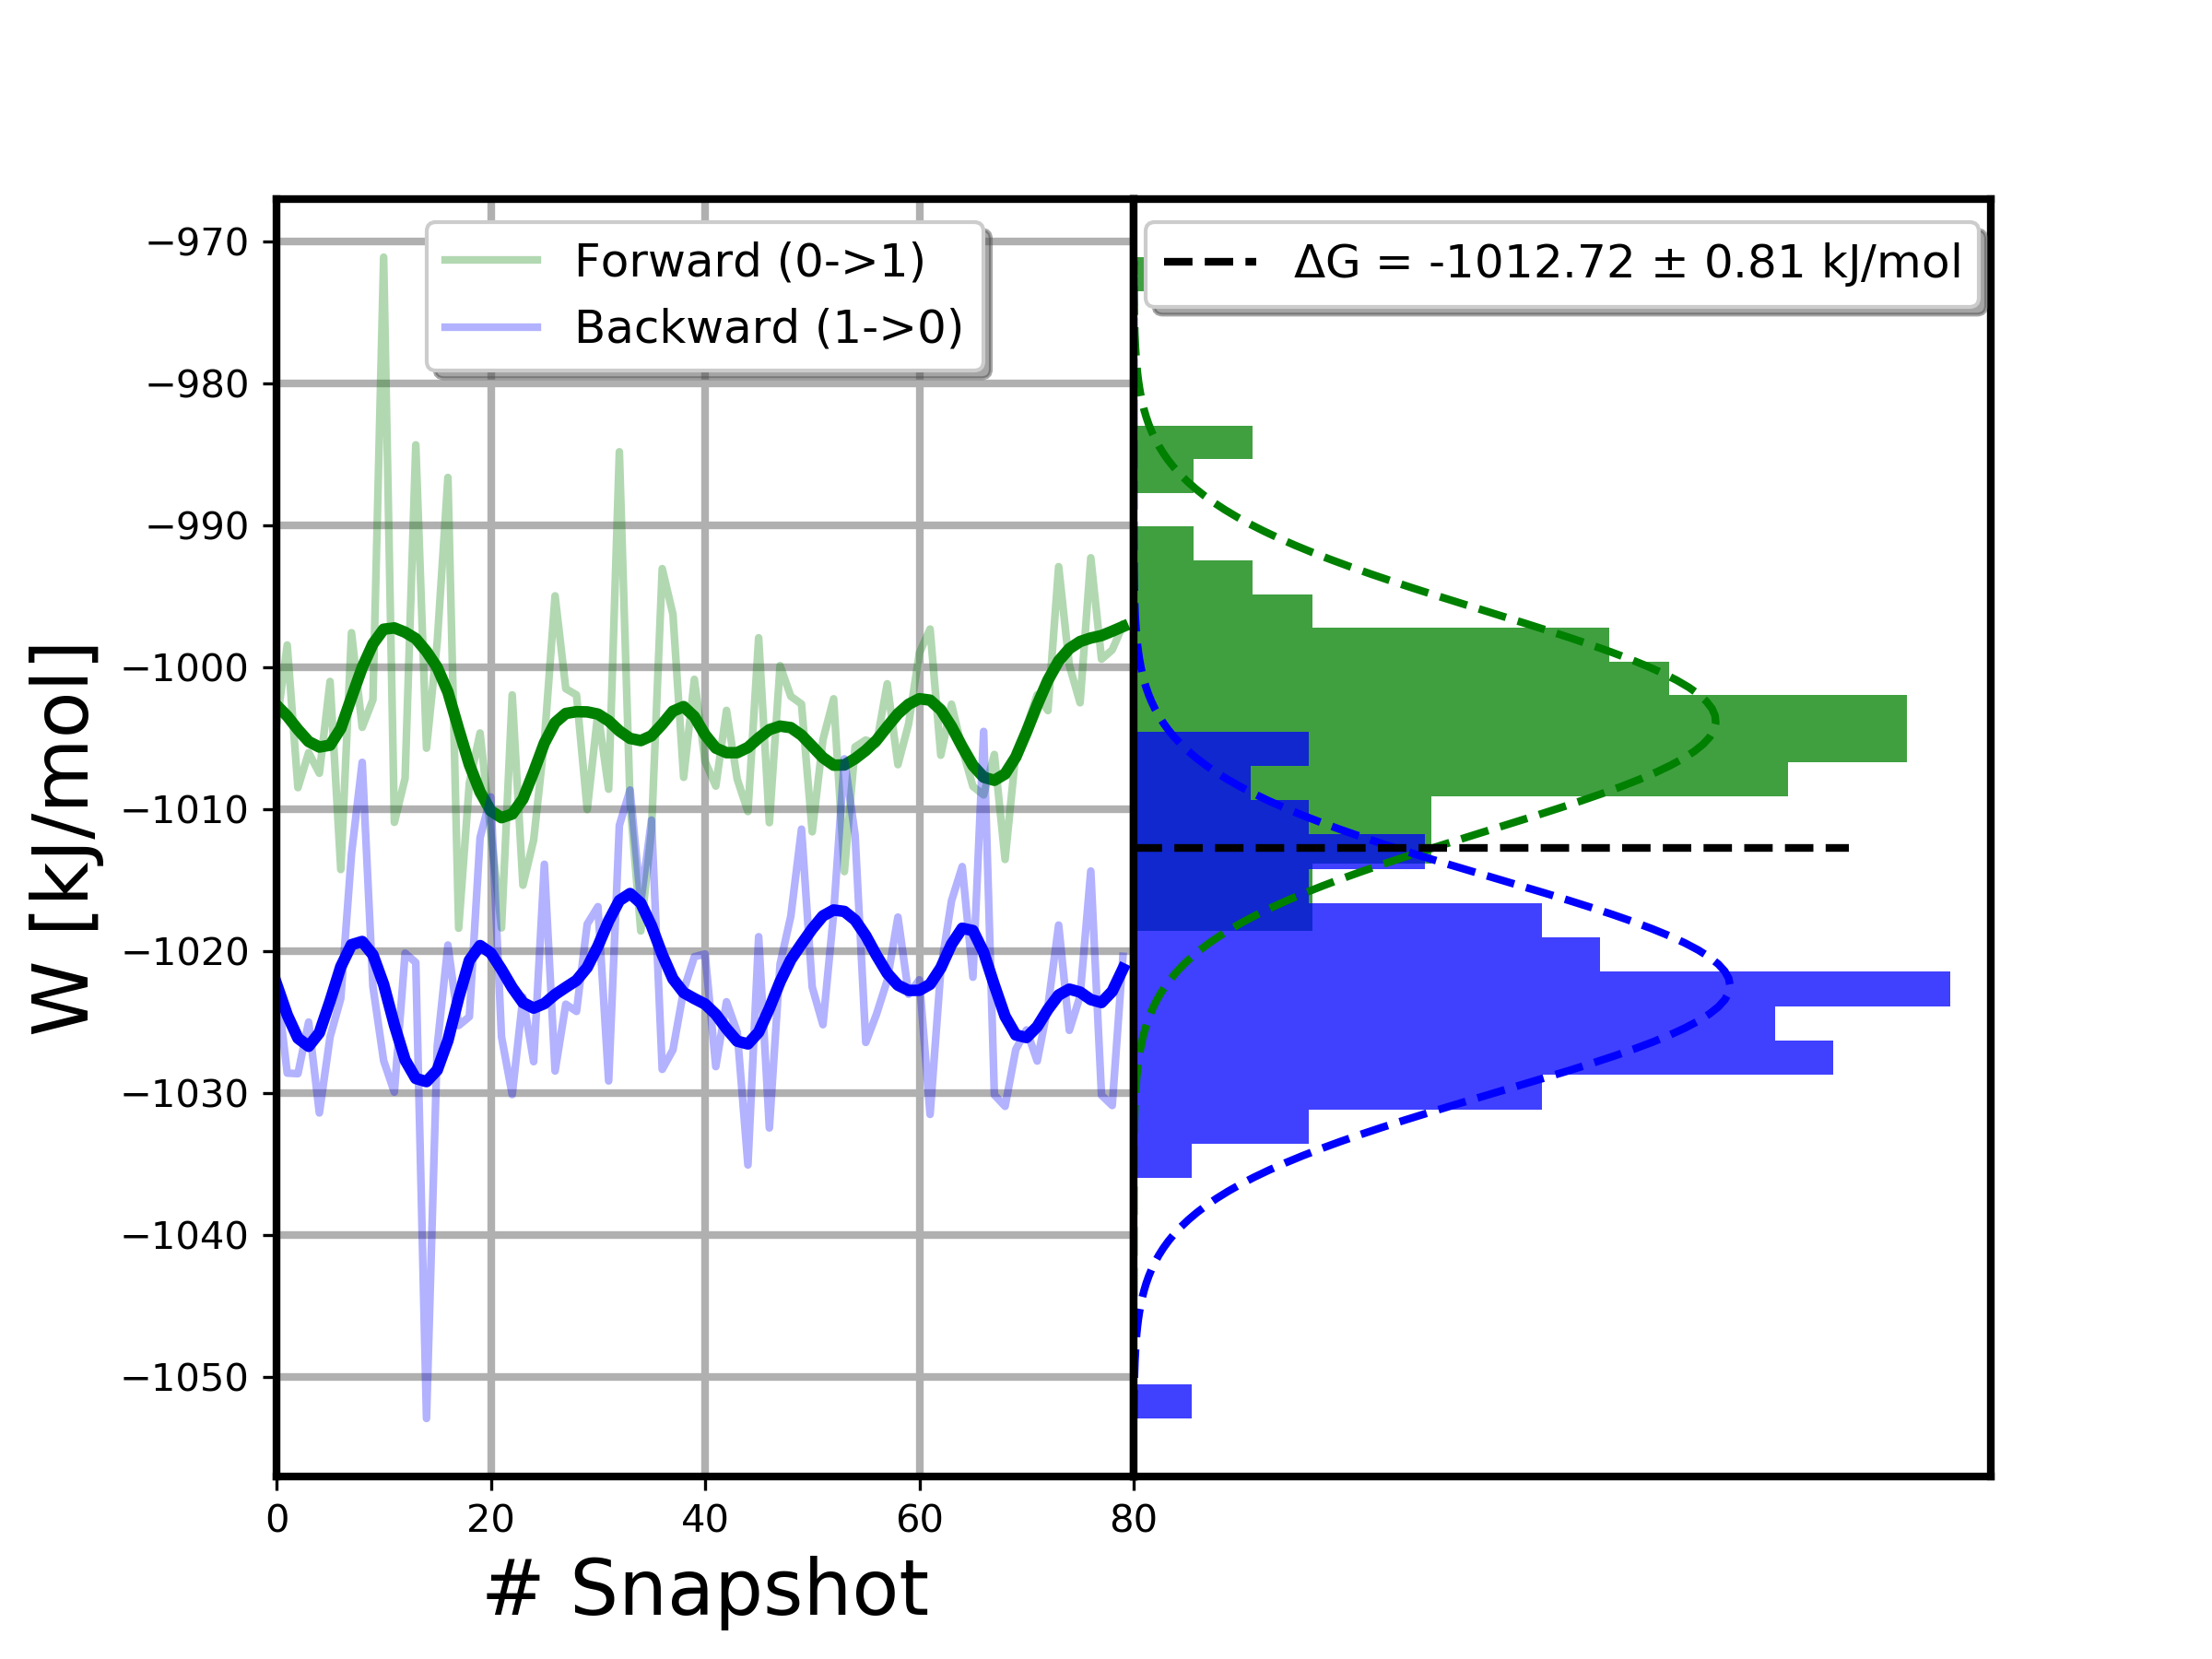 W [kJ/mol]
−970
−980
−990
−1000
−1010
−1020
−1030
−1040
−1050
Forward (0->1)
Backward (1->0)
ΔG = -1012.72 ± 0.81 kJ/mol
0 20 40 60 80
# Snapshot